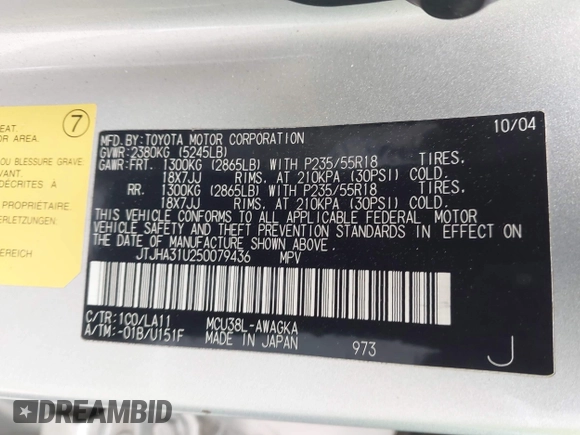 7
EAT
R AREA.
OU BLESSURE GRAVE
DÉCRITES À
PROPRIETAIRE.
ERLETZUNGEN:
BEREICH
10/04
MFD.BY:TOYOTA MOTOR CORPORATION
GVWR:2380KG (5245LB)
GAWR:FRT. 1300KG (2865LB) WITH P235/55R18 TIRES.
18X7JJ RIMS. AT 210KPA (30PSI) COLD.
RR. 1300KG (2865LB) WITH P235/55R18 TIRES.
18X7JJ RIMS. AT 210KPA (30PSI) COLD.
THIS VEHICLE CONFORMS TO ALL APPLICABLE FEDERAL MOTOR
VEHICLE SAFETY AND THEFT PREVENTION STANDARDS IN EFFECT ON
THE DATE OF MANUFACTURE SHOWN ABOVE.
JTJHA31U250079436 MPV
C/TR:1C0/LA11 MCU38L-AWAGKA
A/TM:-01B/U151F MADE IN JAPAN
973
J
DREAMBID